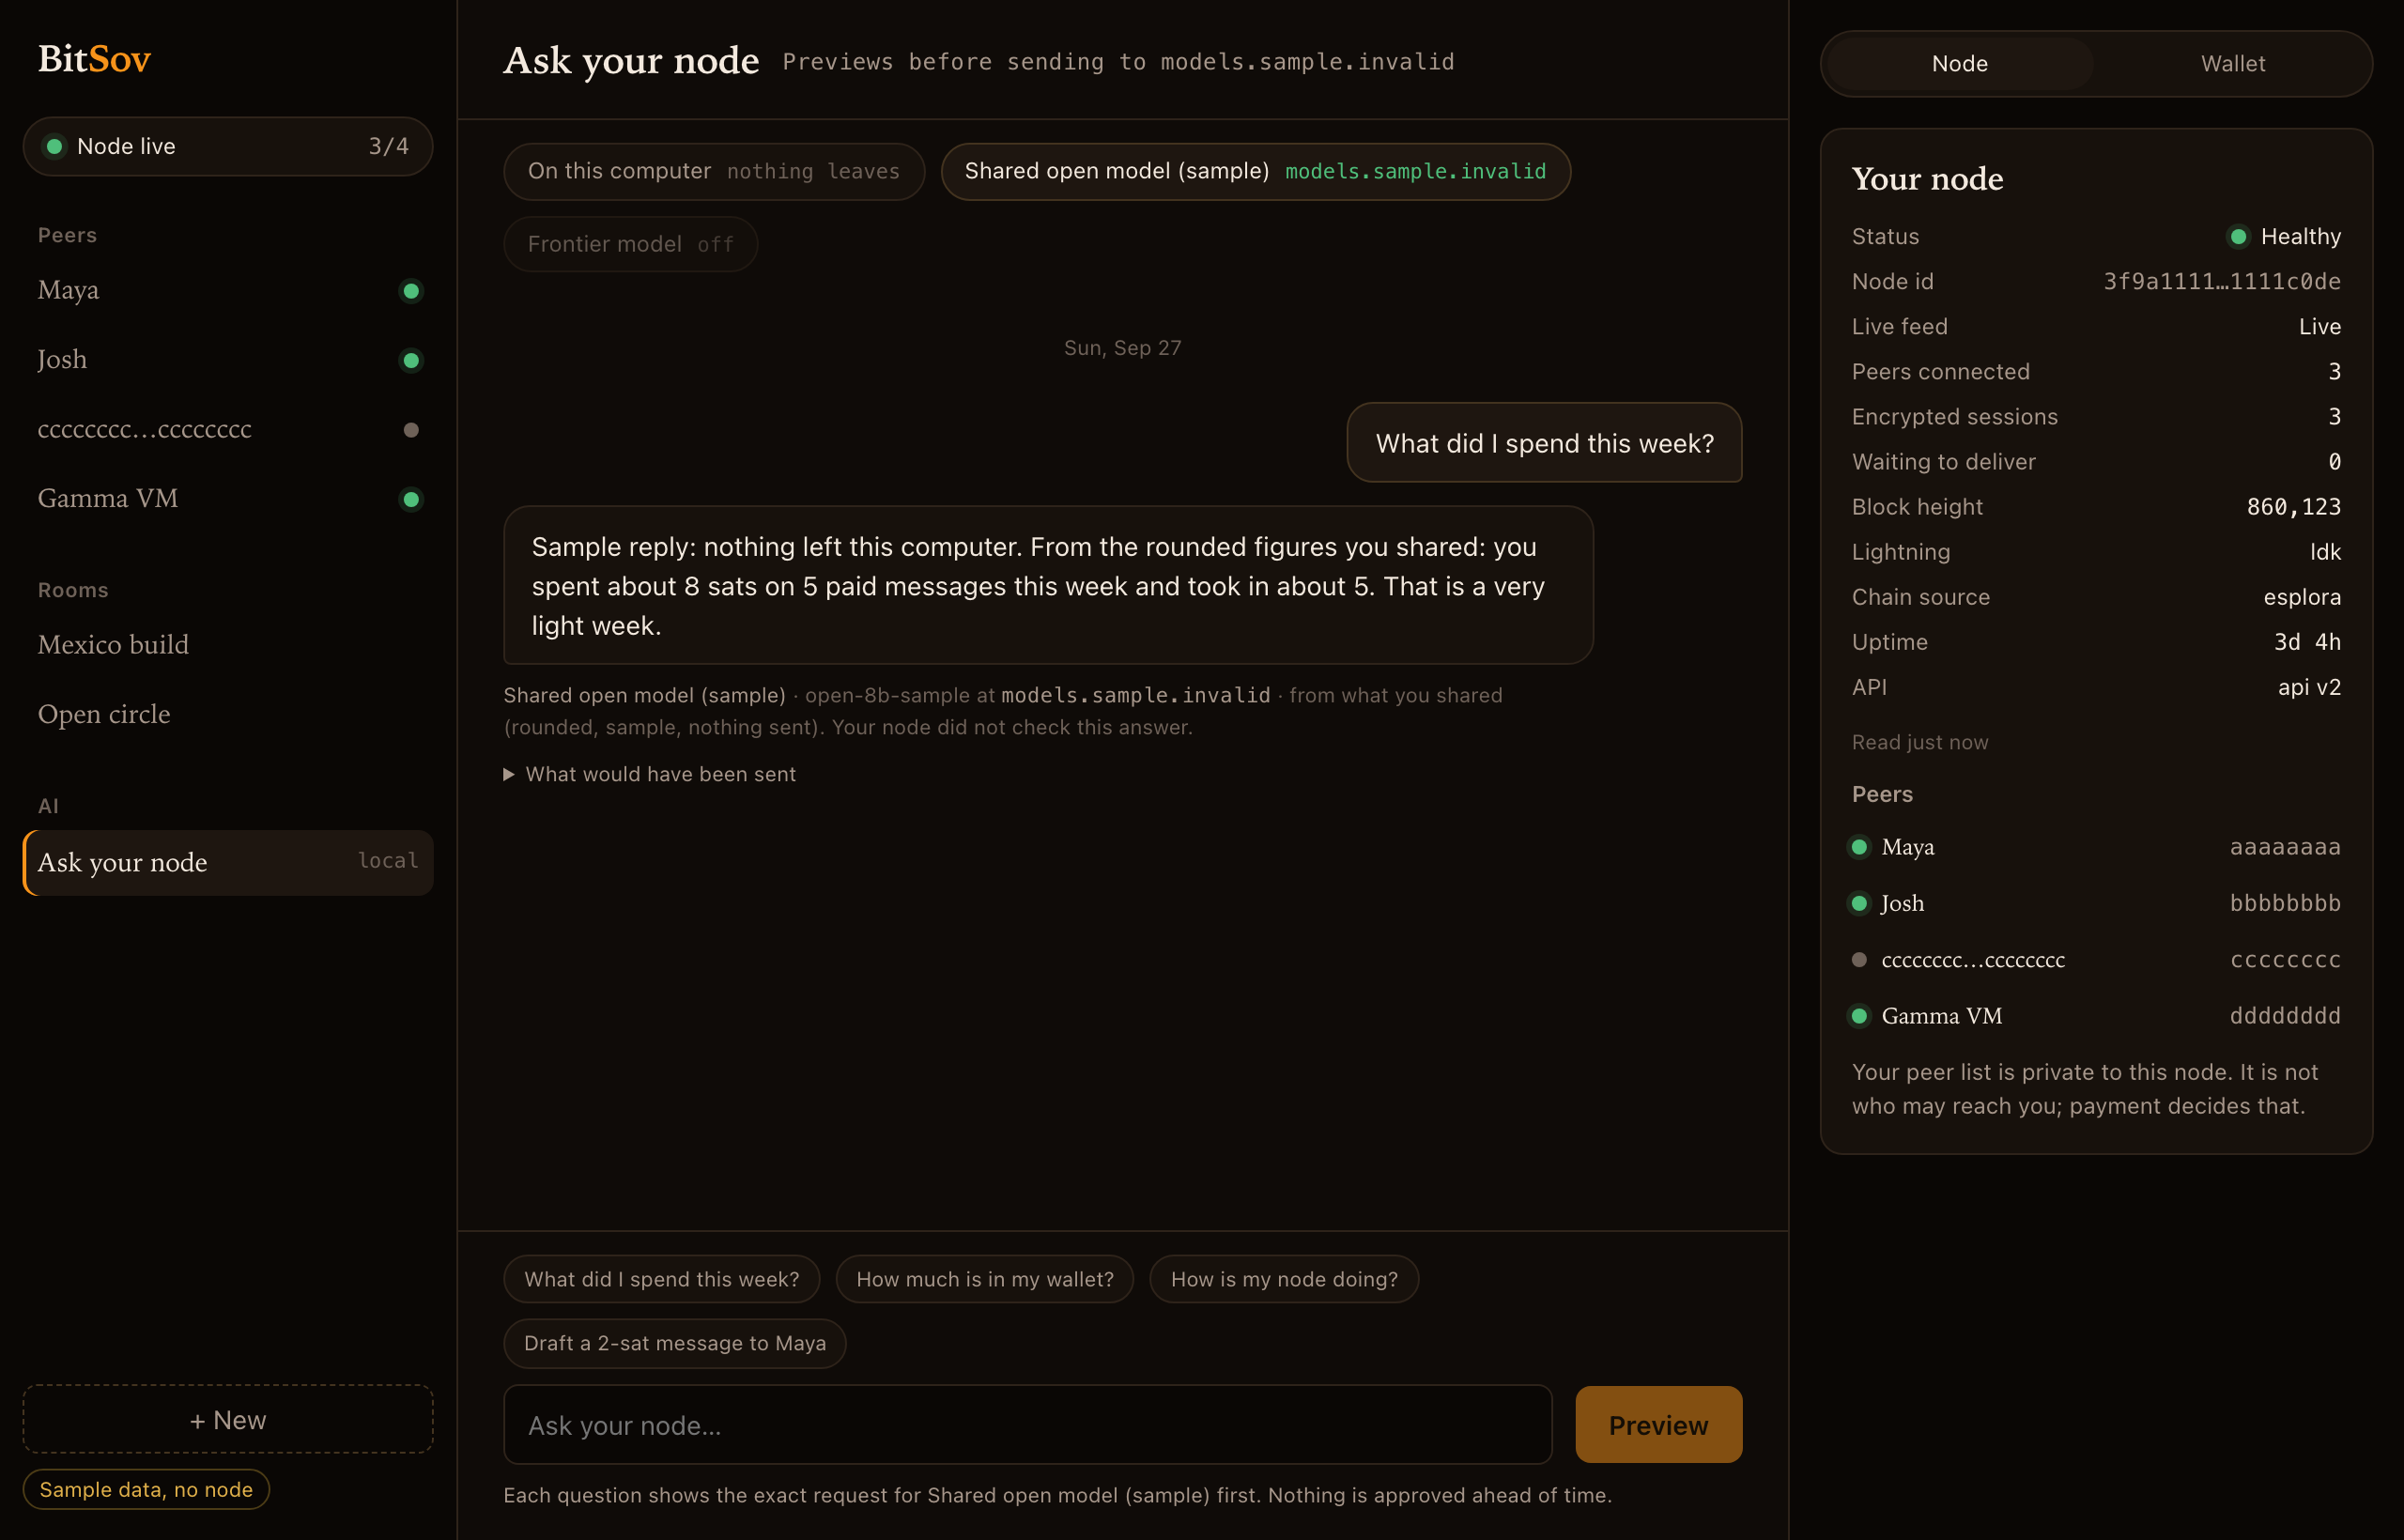 BitSov
Node live 3/4
Peers
Maya
Josh
cccccccc…cccccccc
Gamma VM
Rooms
Mexico build
Open circle
AI
Ask your node local
+ New
Sample data, no node
Ask your node Previews before sending to models.sample.invalid
On this computer nothing leaves
Shared open model (sample) models.sample.invalid
Frontier model off
Sun, Sep 27
What did I spend this week?
Sample reply: nothing left this computer. From the rounded figures you shared: you
spent about 8 sats on 5 paid messages this week and took in about 5. That is a very
light week.
Shared open model (sample) · open-8b-sample at models.sample.invalid · from what you shared
(rounded, sample, nothing sent). Your node did not check this answer.
▶ What would have been sent
What did I spend this week?
How much is in my wallet?
How is my node doing?
Draft a 2-sat message to Maya
Ask your node…
Preview
Each question shows the exact request for Shared open model (sample) first. Nothing is approved ahead of time.
Node
Wallet
Your node
Status Healthy
Node id 3f9a1111…1111c0de
Live feed Live
Peers connected 3
Encrypted sessions 3
Waiting to deliver 0
Block height 860,123
Lightning ldk
Chain source esplora
Uptime 3d 4h
API api v2
Read just now
Peers
Maya aaaaaaaa
Josh bbbbbbbb
cccccccc…cccccccc cccccccc
Gamma VM dddddddd
Your peer list is private to this node. It is not
who may reach you; payment decides that.